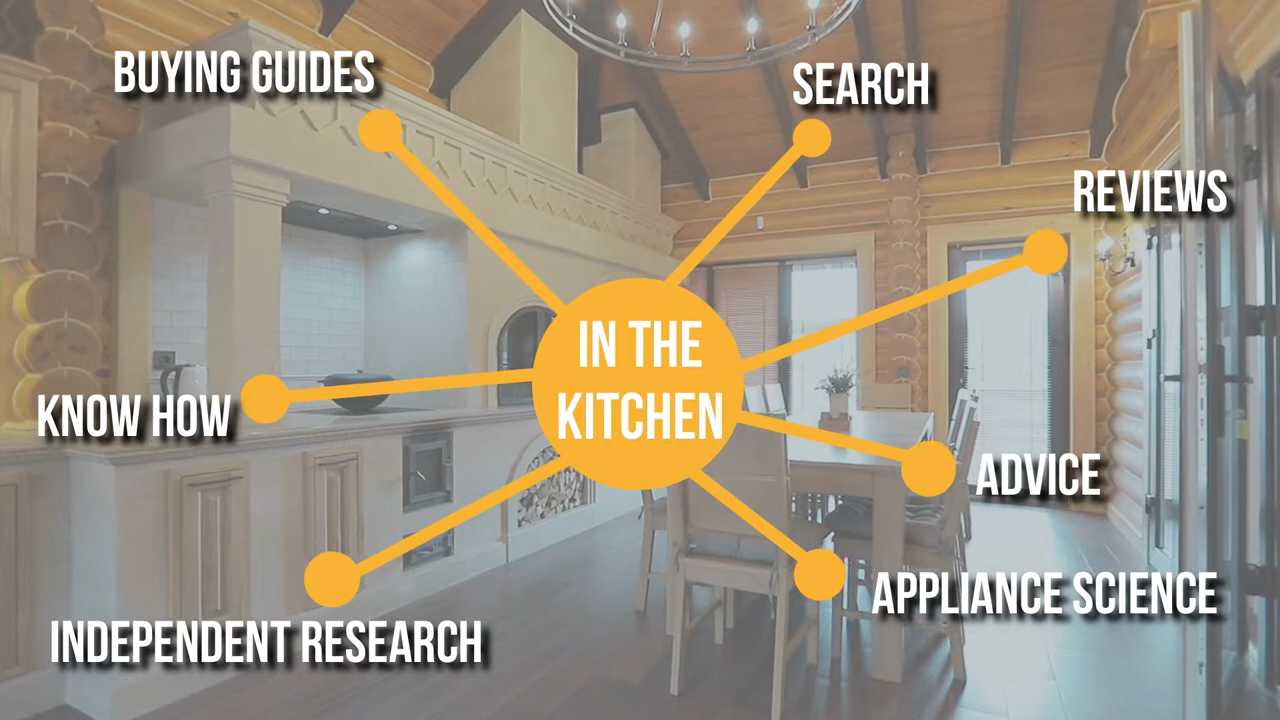 BUYING GUIDES
SEARCH
REVIEWS
IN THE
KITCHEN
KNOW HOW
ADVICE
APPLIANCE SCIENCE
INDEPENDENT RESEARCH